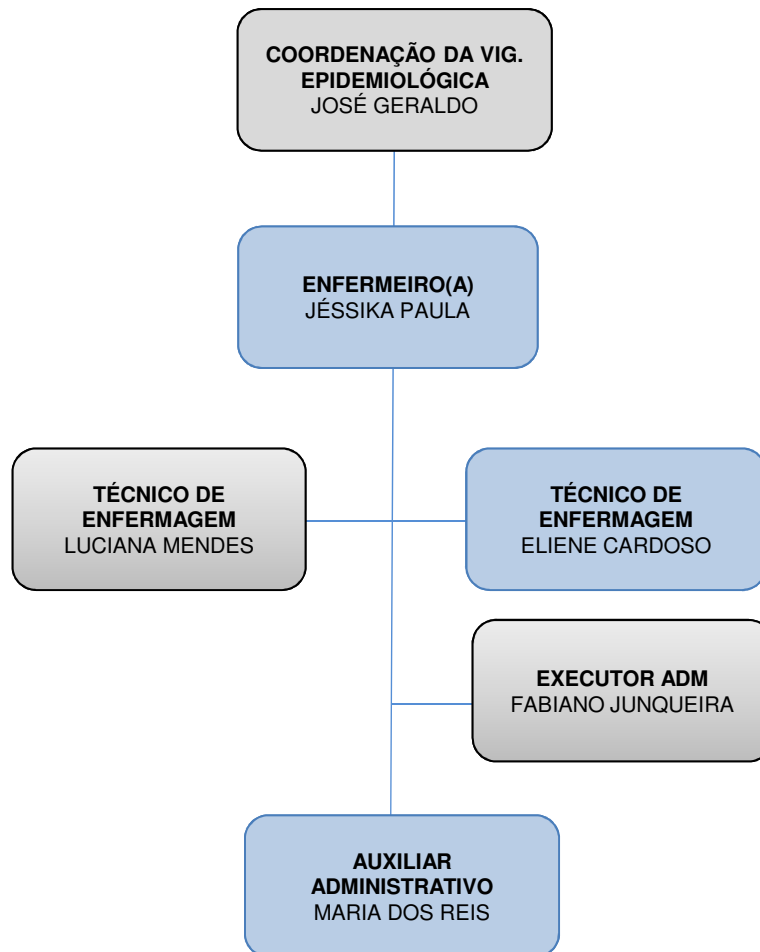 COORDENAÇÃO DA VIG.
EPIDEMIOLÓGICA
JOSÉ GERALDO
ENFERMEIRO(A)
JÉSSIKA PAULA
TÉCNICO DE
ENFERMAGEM
LUCIANA MENDES
TÉCNICO DE
ENFERMAGEM
ELIENE CARDOSO
EXECUTOR ADM
FABIANO JUNQUEIRA
AUXILIAR
ADMINISTRATIVO
MARIA DOS REIS